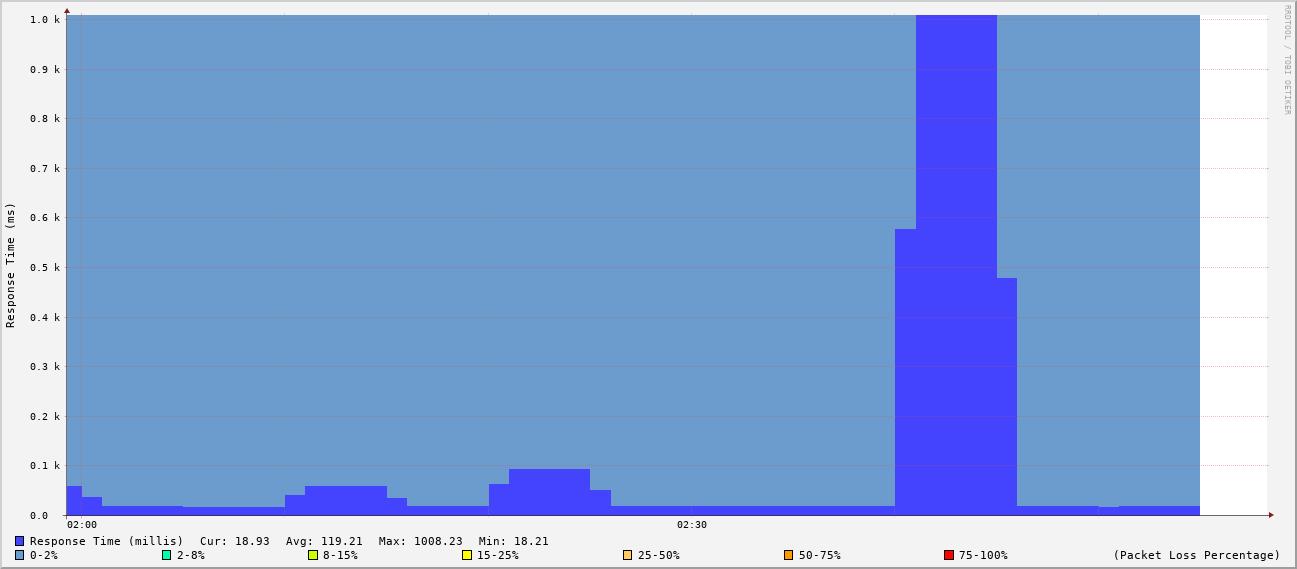 RRDTOOL / TOBI OETIKER
Response Time (ms)
1.0 k
0.9 k
0.8 k
0.7 k
0.6 k
0.5 k
0.4 k
0.3 k
0.2 k
0.1 k
0.0
02:00 02:30
Response Time (millis) Cur: 18.93 Avg: 119.21 Max: 1008.23 Min: 18.21
0-2% 2-8% 8-15% 15-25% 25-50% 50-75% 75-100% (Packet Loss Percentage)